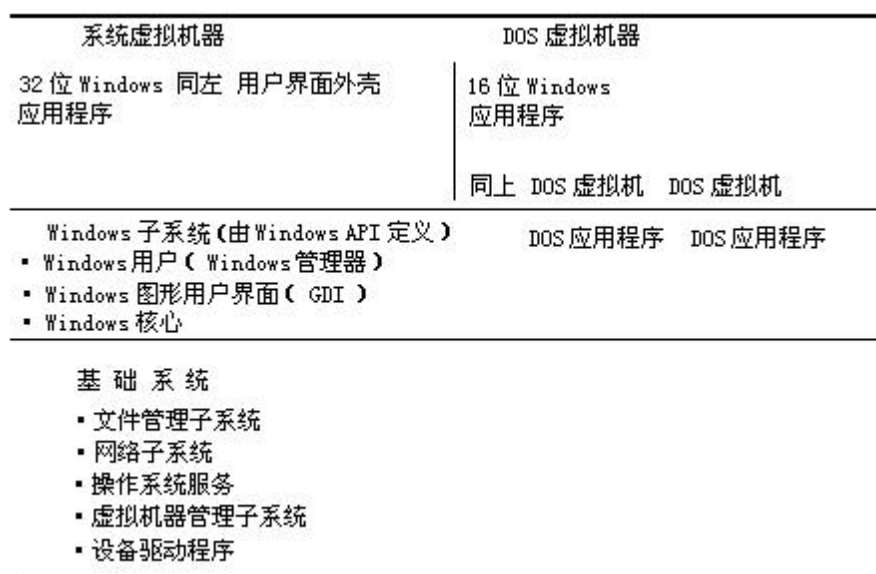 系统虚拟机器 DOS 虚拟机器
32 位 Windows 同左 用户界面外壳
应用程序
16 位 Windows
应用程序
同上 DOS 虚拟机 DOS 虚拟机
Windows 子系统(由 Windows API 定义)
DOS 应用程序 DOS 应用程序
▪ Windows 用户( Windows 管理器)
▪ Windows 图形用户界面( GDI )
▪ Windows 核心
基 础 系 统
▪ 文件管理子系统
▪ 网络子系统
▪ 操作系统服务
▪ 虚拟机器管理子系统
▪ 设备驱动程序